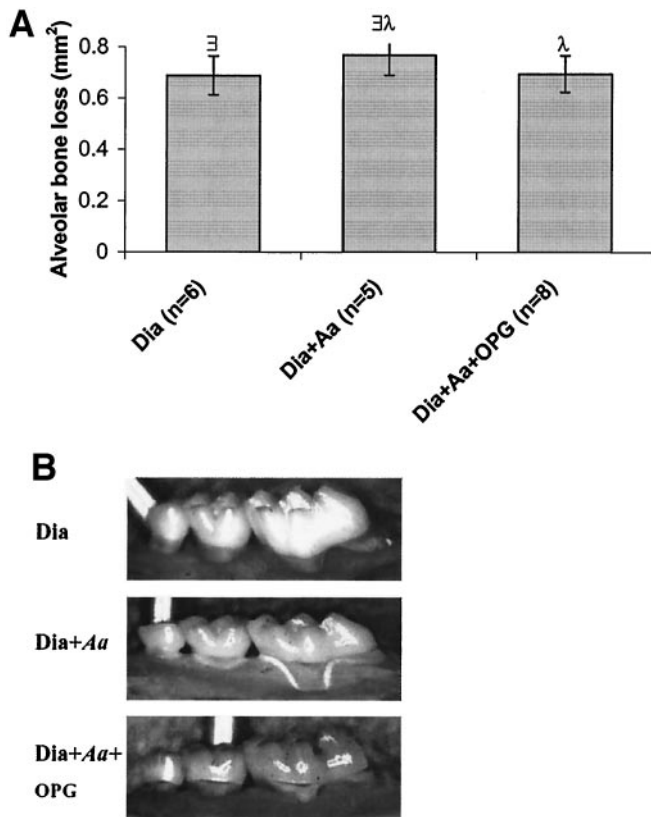 A
Alveolar bone loss (mm²)
0.8
0.6
0.4
0.2
0
∃
∃λ
λ
Dia (n=6)
Dia+Aa (n=5)
Dia+Aa+OPG (n=8)
B
Dia
Dia+Aa
Dia+Aa+
OPG